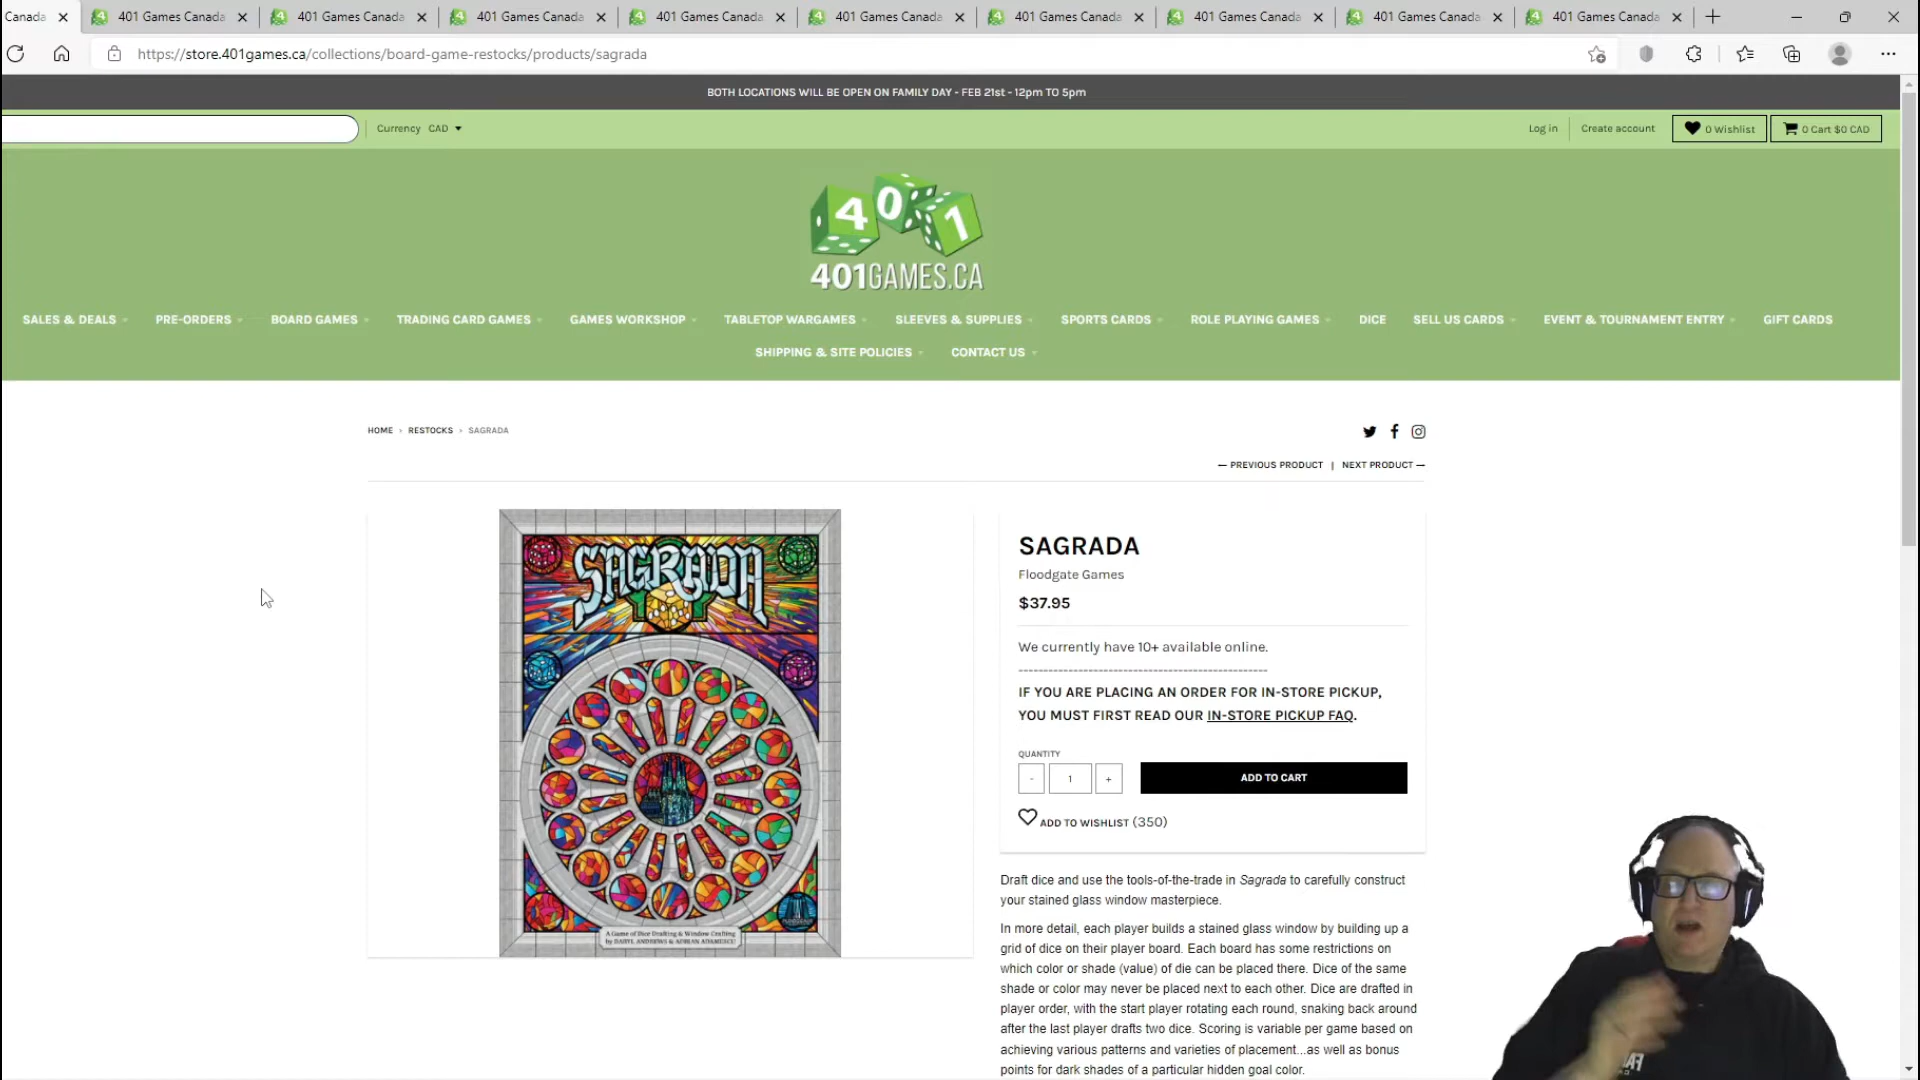 Canada
401 Games Canada
401 Games Canada
401 Games Canada
401 Games Canada
401 Games Canada
401 Games Canada
401 Games Canada
401 Games Canada
401 Games Canada
https://store.401games.ca/collections/board-game-restocks/products/sagrada
BOTH LOCATIONS WILL BE OPEN ON FAMILY DAY - FEB 21st - 12pm TO 5pm
Currency CAD
Log in
Create account
0 Wishlist
0 Cart $0 CAD
401
401GAMES.CA
SALES & DEALS
PRE-ORDERS
BOARD GAMES
TRADING CARD GAMES
GAMES WORKSHOP
TABLETOP WARGAMES
SLEEVES & SUPPLIES
SPORTS CARDS
ROLE PLAYING GAMES
DICE
SELL US CARDS
EVENT & TOURNAMENT ENTRY
GIFT CARDS
SHIPPING & SITE POLICIES
CONTACT US
HOME › RESTOCKS › SAGRADA
← PREVIOUS PRODUCT | NEXT PRODUCT →
SAGRADA
A Game of Dice Drafting & Window Crafting
by DARYL ANDREWS & ADRIAN ADAMESCU
SAGRADA
Floodgate Games
$37.95
We currently have 10+ available online.
--------------------------------------------------
IF YOU ARE PLACING AN ORDER FOR IN-STORE PICKUP,
YOU MUST FIRST READ OUR IN-STORE PICKUP FAQ.
QUANTITY
- 1 +
ADD TO CART
ADD TO WISHLIST (350)
Draft dice and use the tools-of-the-trade in Sagrada to carefully construct
your stained glass window masterpiece.
In more detail, each player builds a stained glass window by building up a
grid of dice on their player board. Each board has some restrictions on
which color or shade (value) of die can be placed there. Dice of the same
shade or color may never be placed next to each other. Dice are drafted in
player order, with the start player rotating each round, snaking back around
after the last player drafts two dice. Scoring is variable per game based on
achieving various patterns and varieties of placement...as well as bonus
points for dark shades of a particular hidden goal color.